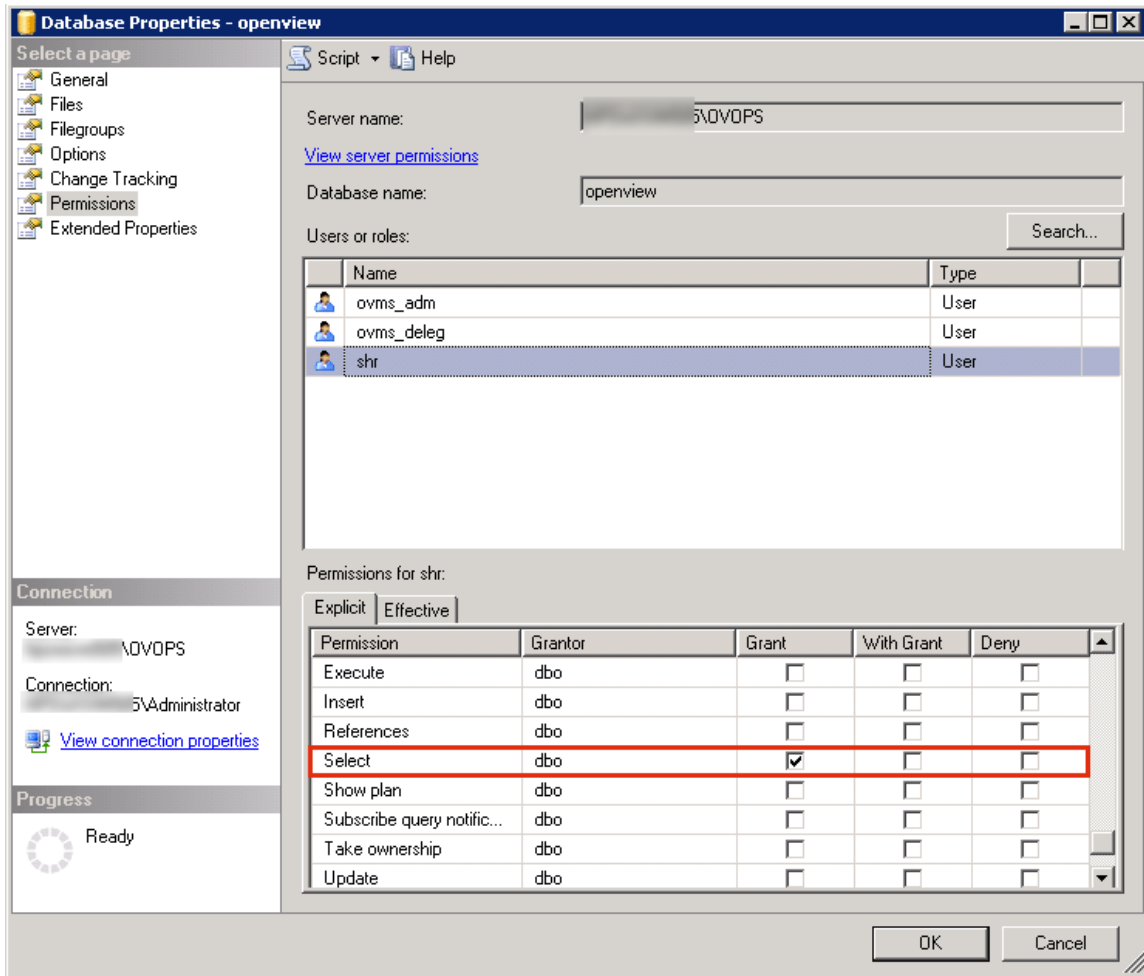 Database Properties - openview
Select a page
General
Files
Filegroups
Options
Change Tracking
Permissions
Extended Properties
Script Help
Server name: 5\OVOPS
View server permissions
Database name: openview
Users or roles: Search...
Name Type
ovms_adm User
ovms_deleg User
shr User
Permissions for shr:
Explicit Effective
Permission Grantor Grant With Grant Deny
Execute dbo
Insert dbo
References dbo
Select dbo
Show plan dbo
Subscribe query notific... dbo
Take ownership dbo
Update dbo
Connection
Server:
\OVOPS
Connection:
5\Administrator
View connection properties
Progress
Ready
OK Cancel